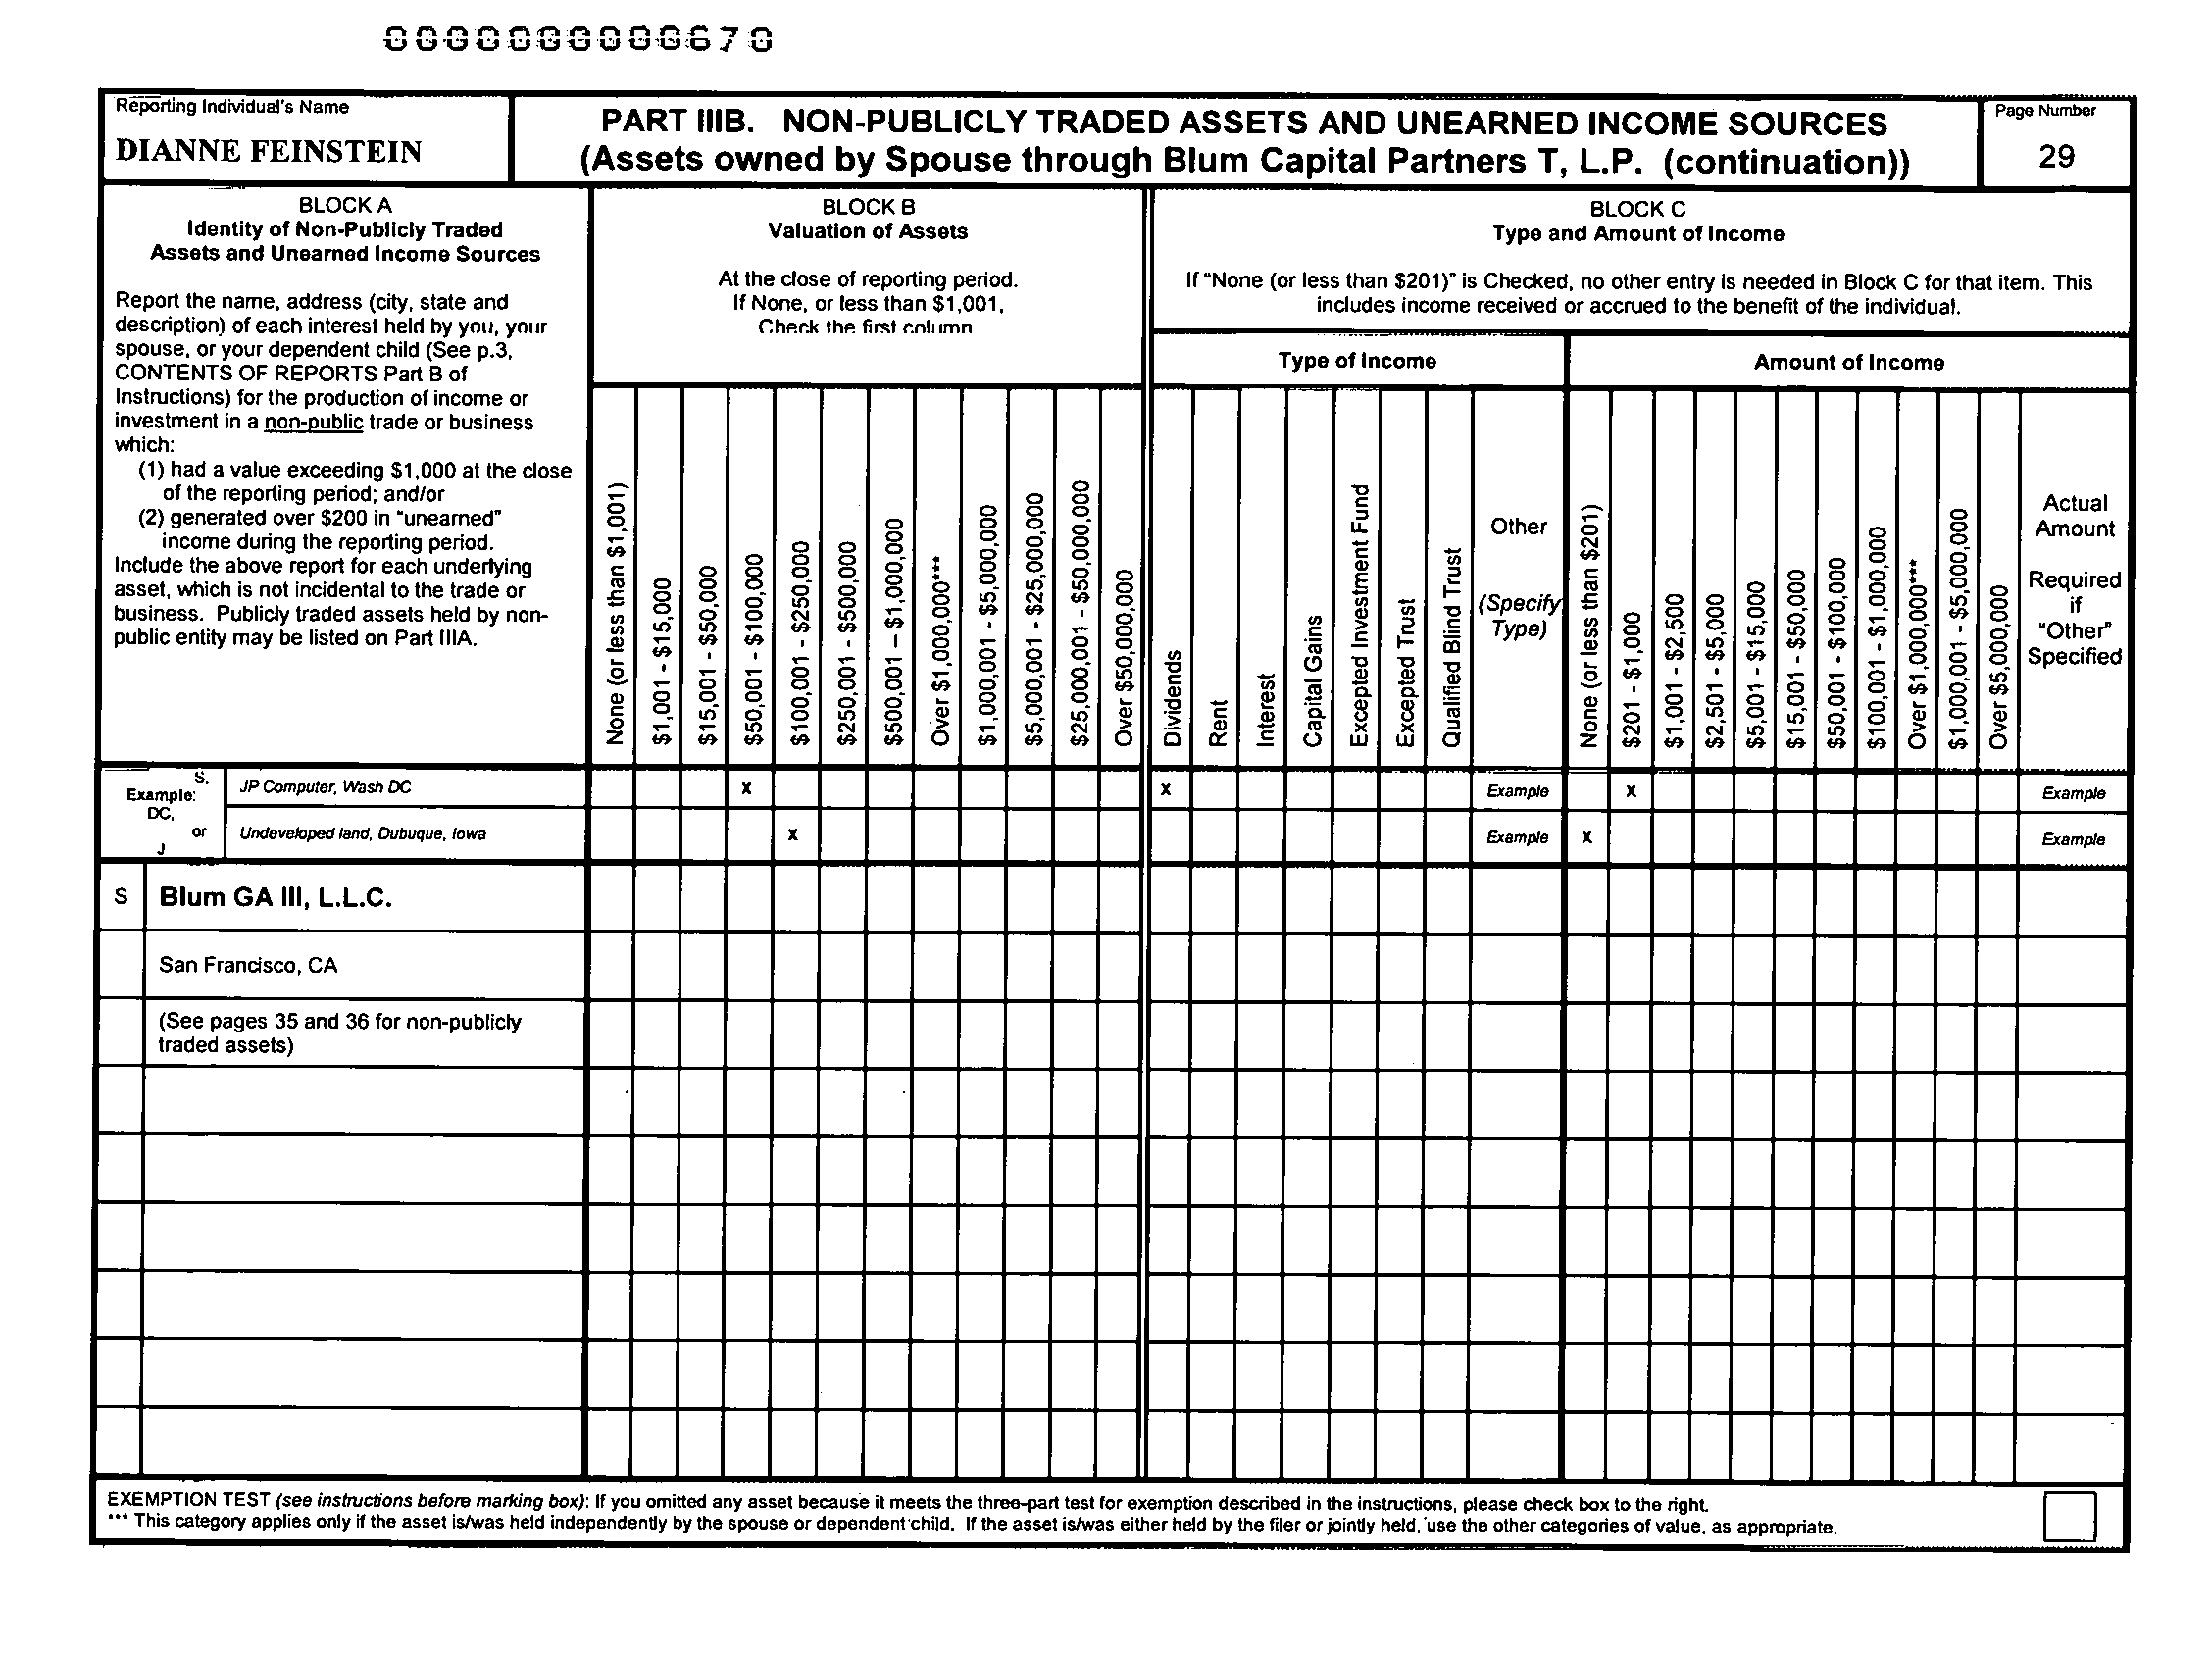 000000000670
Reporting Individual's Name
DIANNE FEINSTEIN
PART IIIB. NON-PUBLICLY TRADED ASSETS AND UNEARNED INCOME SOURCES
(Assets owned by Spouse through Blum Capital Partners T, L.P. (continuation))
Page Number
29
BLOCK A
Identity of Non-Publicly Traded
Assets and Unearned Income Sources
Report the name, address (city, state and
description) of each interest held by you, your
spouse, or your dependent child (See p.3,
CONTENTS OF REPORTS Part B of
Instructions) for the production of income or
investment in a non-public trade or business
which:
(1) had a value exceeding $1,000 at the close
of the reporting period; and/or
(2) generated over $200 in "unearned"
income during the reporting period.
Include the above report for each underlying
asset, which is not incidental to the trade or
business. Publicly traded assets held by non-
public entity may be listed on Part IIIA.
BLOCK B
Valuation of Assets
At the close of reporting period.
If None, or less than $1,001,
Check the first column
BLOCK C
Type and Amount of Income
If "None (or less than $201)" is Checked, no other entry is needed in Block C for that item. This
includes income received or accrued to the benefit of the individual.
Type of Income
Amount of Income
None (or less than $1,001)
$1,001 - $15,000
$15,001 - $50,000
$50,001 - $100,000
$100,001 - $250,000
$250,001 - $500,000
$500,001 – $1,000,000
Over $1,000,000***
$1,000,001 - $5,000,000
$5,000,001 - $25,000,000
$25,000,001 - $50,000,000
Over $50,000,000
Dividends
Rent
Interest
Capital Gains
Excepted Investment Fund
Excepted Trust
Qualified Blind Trust
Other
(Specify
Type)
None (or less than $201)
$201 - $1,000
$1,001 - $2,500
$2,501 - $5,000
$5,001 - $15,000
$15,001 - $50,000
$50,001 - $100,000
$100,001 - $1,000,000
Over $1,000,000***
$1,000,001 - $5,000,000
Over $5,000,000
Actual
Amount
Required
if
"Other"
Specified
S,
Example:
DC,
or
J
JP Computer, Wash DC
X
X
Example
X
Example
Undeveloped land, Dubuque, Iowa
X
Example
X
Example
S
Blum GA III, L.L.C.
San Francisco, CA
(See pages 35 and 36 for non-publicly
traded assets)
EXEMPTION TEST (see instructions before marking box): If you omitted any asset because it meets the three-part test for exemption described in the instructions, please check box to the right.
*** This category applies only if the asset is/was held independently by the spouse or dependent child. If the asset is/was either held by the filer or jointly held, use the other categories of value, as appropriate.